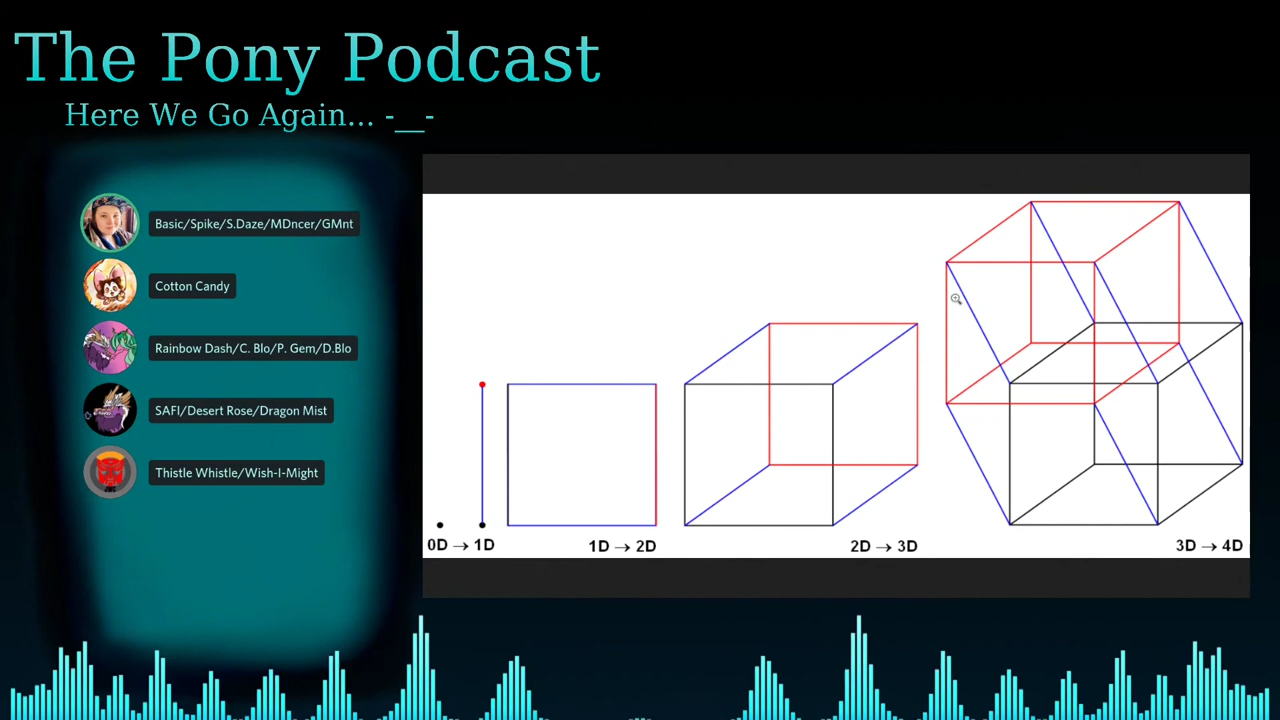 The Pony Podcast
Here We Go Again... -__-
Basic/Spike/S.Daze/MDncer/GMnt
Cotton Candy
Rainbow Dash/C. Blo/P. Gem/D.Blo
SAFI/Desert Rose/Dragon Mist
Thistle Whistle/Wish-I-Might
0D → 1D
1D → 2D
2D → 3D
3D → 4D